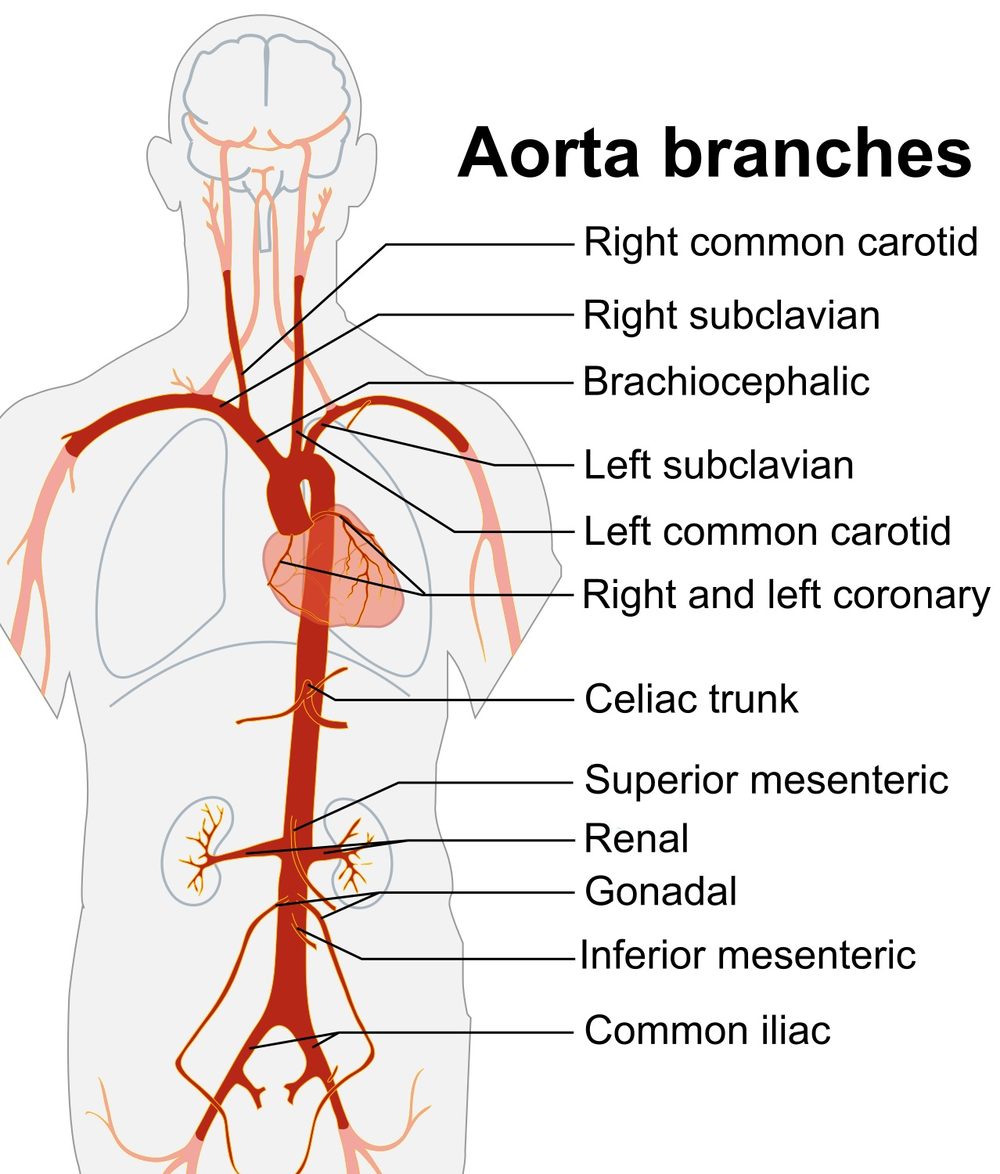 Aorta branches
Right common carotid
Right subclavian
Brachiocephalic
Left subclavian
Left common carotid
Right and left coronary
Celiac trunk
Superior mesenteric
Renal
Gonadal
Inferior mesenteric
Common iliac